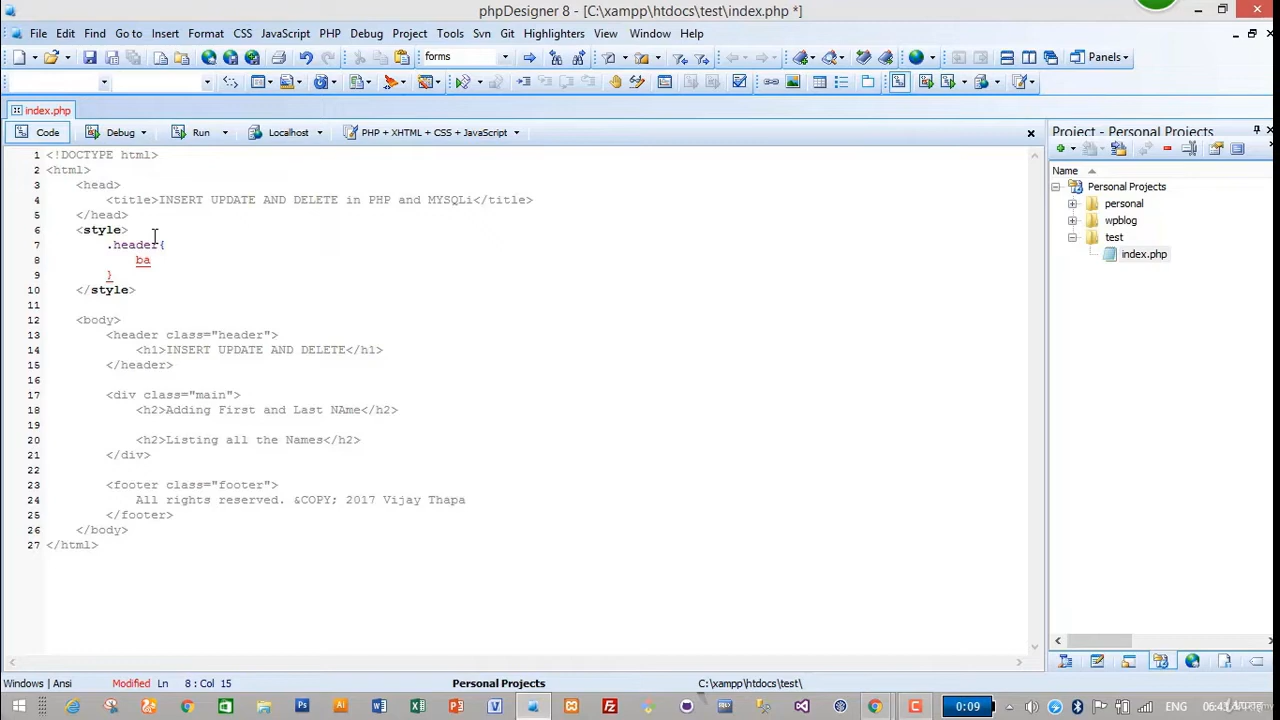 phpDesigner 8 - [C:\xampp\htdocs\test\index.php *]
File Edit Find Go to Insert Format CSS JavaScript PHP Debug Project Tools Svn Git Highlighters View Window Help
forms
Panels
index.php
Code Debug Run Localhost PHP + XHTML + CSS + JavaScript
Project - Personal Projects
Name
Personal Projects
personal
wpblog
test
index.php
1 <!DOCTYPE html>
2 <html>
3 <head>
4 <title>INSERT UPDATE AND DELETE in PHP and MYSQLi</title>
5 </head>
6 <style>
7 .header{
8 ba
9 }
10 </style>
11
12 <body>
13 <header class="header">
14 <h1>INSERT UPDATE AND DELETE</h1>
15 </header>
16
17 <div class="main">
18 <h2>Adding First and Last NAme</h2>
19
20 <h2>Listing all the Names</h2>
21 </div>
22
23 <footer class="footer">
24 All rights reserved. &COPY; 2017 Vijay Thapa
25 </footer>
26 </body>
27 </html>
Windows | Ansi Modified Ln 8 : Col 15 Personal Projects C:\xampp\htdocs\test\
0:09 ENG